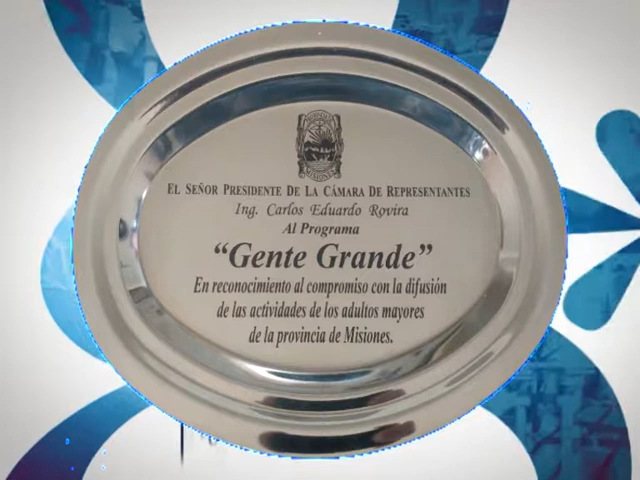 MISIONES
EL SEÑOR PRESIDENTE DE LA CÁMARA DE REPRESENTANTES
Ing. Carlos Eduardo Rovira
Al Programa
“Gente Grande”
En reconocimiento al compromiso con la difusión
de las actividades de los adultos mayores
de la provincia de Misiones.